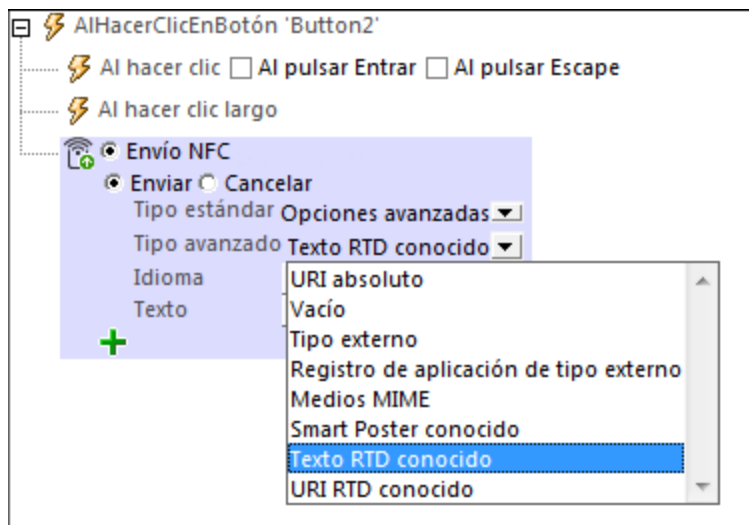 AlHacerClicEnBotón 'Button2'
Al hacer clic Al pulsar Entrar Al pulsar Escape
Al hacer clic largo
Envío NFC
Enviar Cancelar
Tipo estándar Opciones avanzadas
Tipo avanzado Texto RTD conocido
Idioma
Texto
URI absoluto
Vacío
Tipo externo
Registro de aplicación de tipo externo
Medios MIME
Smart Poster conocido
Texto RTD conocido
URI RTD conocido